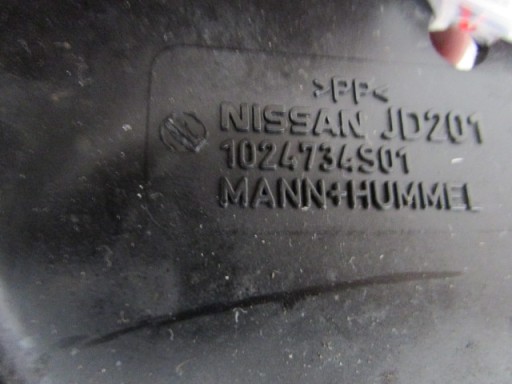 >PP<
NISSAN JD201
1024734S01
MANN+HUMMEL